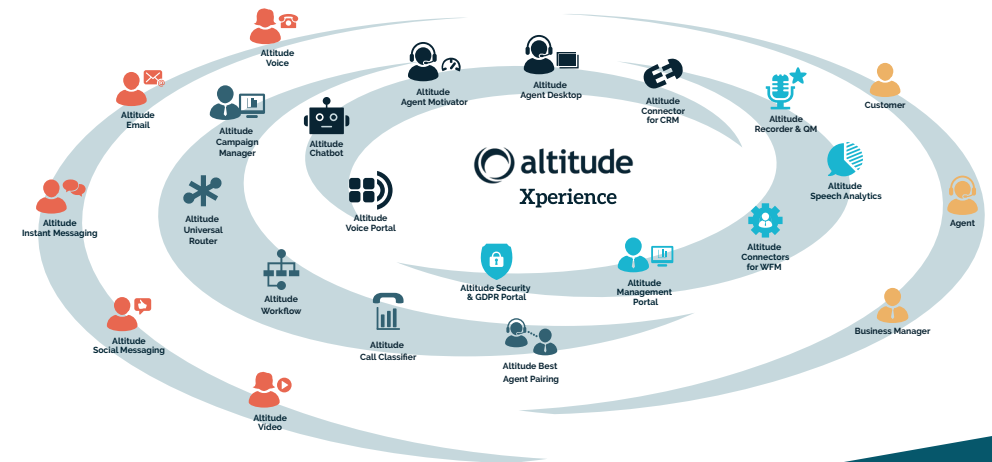 Altitude
Voice
Altitude
Email
Altitude
Instant Messaging
Altitude
Social Messaging
Altitude
Video
Altitude
Campaign
Manager
Altitude
Universal
Router
Altitude
Workflow
Altitude
Call Classifier
Altitude Best
Agent Pairing
Altitude
Chatbot
Altitude
Voice Portal
Altitude
Agent Motivator
Altitude
Agent Desktop
Altitude
Connector
for CRM
altitude
Xperience
Altitude
Recorder & QM
Altitude
Speech Analytics
Altitude
Connectors
for WFM
Altitude
Management
Portal
Altitude Security
& GDPR Portal
Customer
Agent
Business Manager